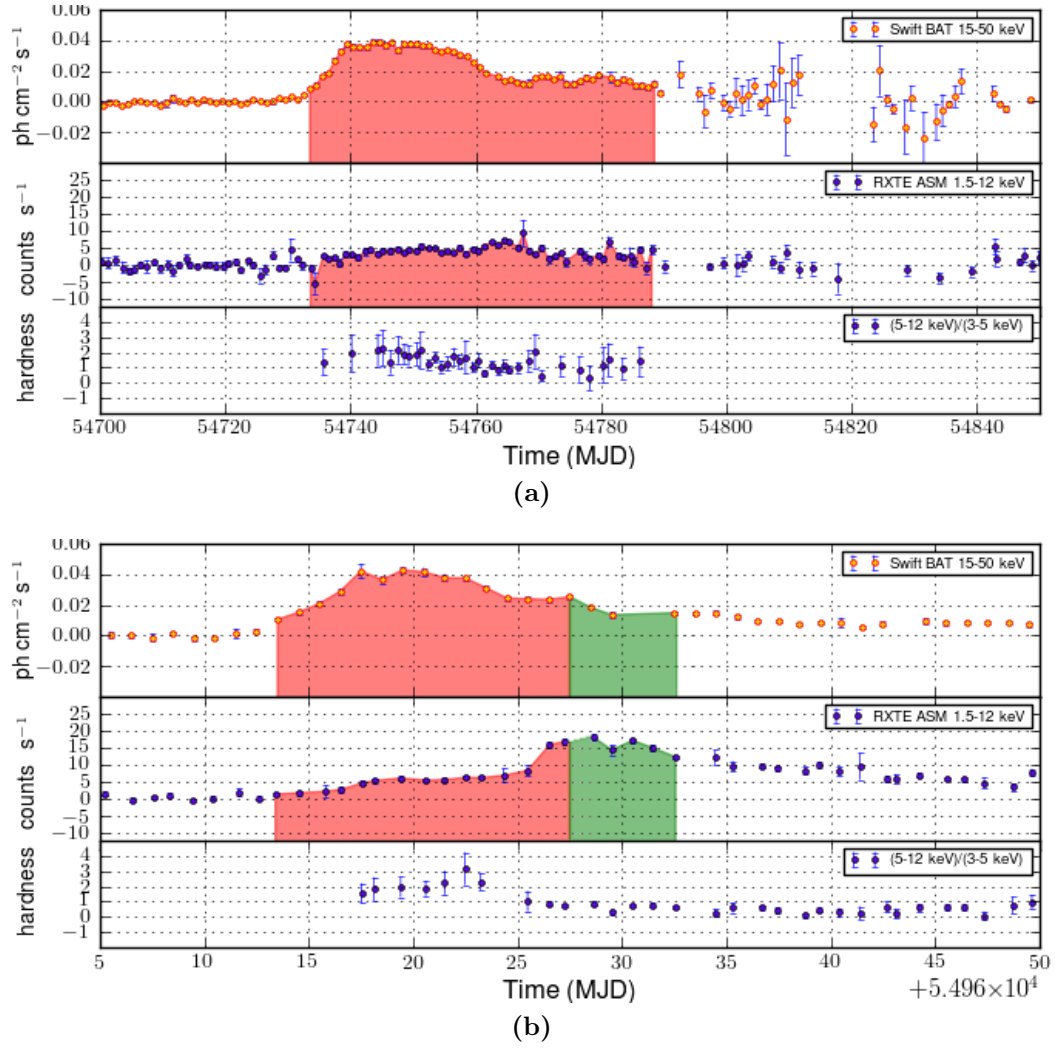 0.06
0.04
0.02
0.00
−0.02
ph cm⁻² s⁻¹
Swift BAT 15-50 keV
25
20
15
10
5
0
−5
−10
counts s⁻¹
RXTE ASM 1.5-12 keV
4
3
2
1
0
−1
hardness
(5-12 keV)/(3-5 keV)
54700 54720 54740 54760 54780 54800 54820 54840
Time (MJD)
(a)
0.06
0.04
0.02
0.00
−0.02
ph cm⁻² s⁻¹
Swift BAT 15-50 keV
25
20
15
10
5
0
−5
−10
counts s⁻¹
RXTE ASM 1.5-12 keV
4
3
2
1
0
−1
hardness
(5-12 keV)/(3-5 keV)
5 10 15 20 25 30 35 40 45 50
Time (MJD)
+5.496×10⁴
(b)